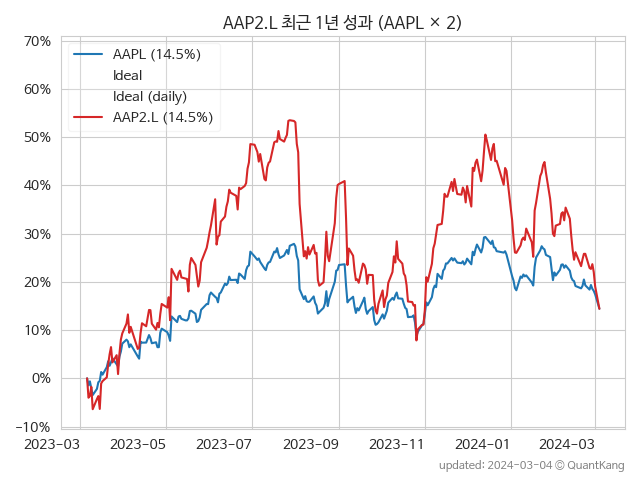 AAP2.L 최근 1년 성과 (AAPL × 2)
AAPL (14.5%)
Ideal
Ideal (daily)
AAP2.L (14.5%)
70%
60%
50%
40%
30%
20%
10%
0%
−10%
2023-03 2023-05 2023-07 2023-09 2023-11 2024-01 2024-03
updated: 2024-03-04 © QuantKang